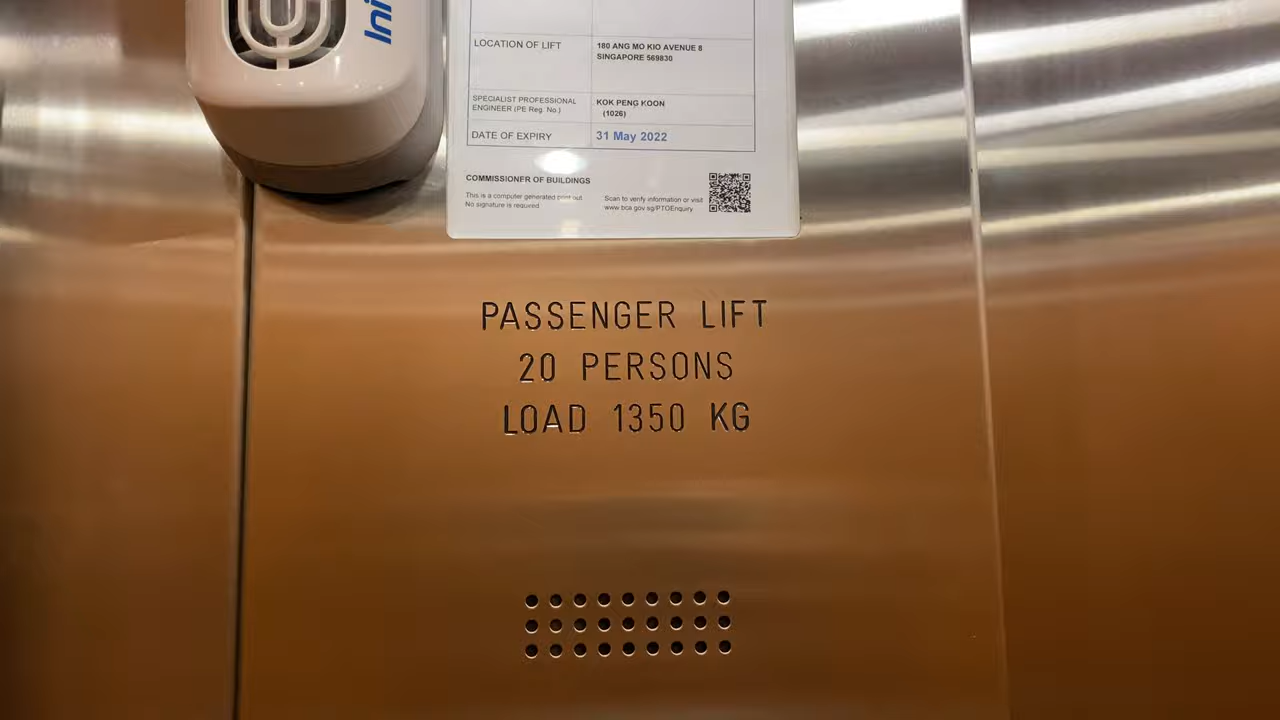 Ini
LOCATION OF LIFT
180 ANG MO KIO AVENUE 8
SINGAPORE 569830
SPECIALIST PROFESSIONAL
ENGINEER (PE Reg. No.)
KOK PENG KOON
(1026)
DATE OF EXPIRY
31 May 2022
COMMISSIONER OF BUILDINGS
This is a computer generated print out.
No signature is required.
Scan to verify information or visit
www.bca.gov.sg/PTOEnquiry
PASSENGER LIFT
20 PERSONS
LOAD 1350 KG